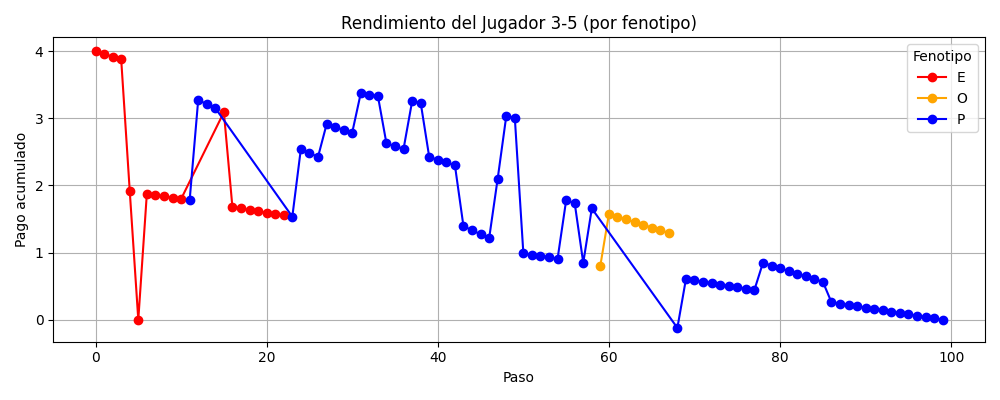 Rendimiento del Jugador 3-5 (por fenotipo)
Pago acumulado
4
3
2
1
0
Fenotipo
E
O
P
0 20 40 60 80 100
Paso